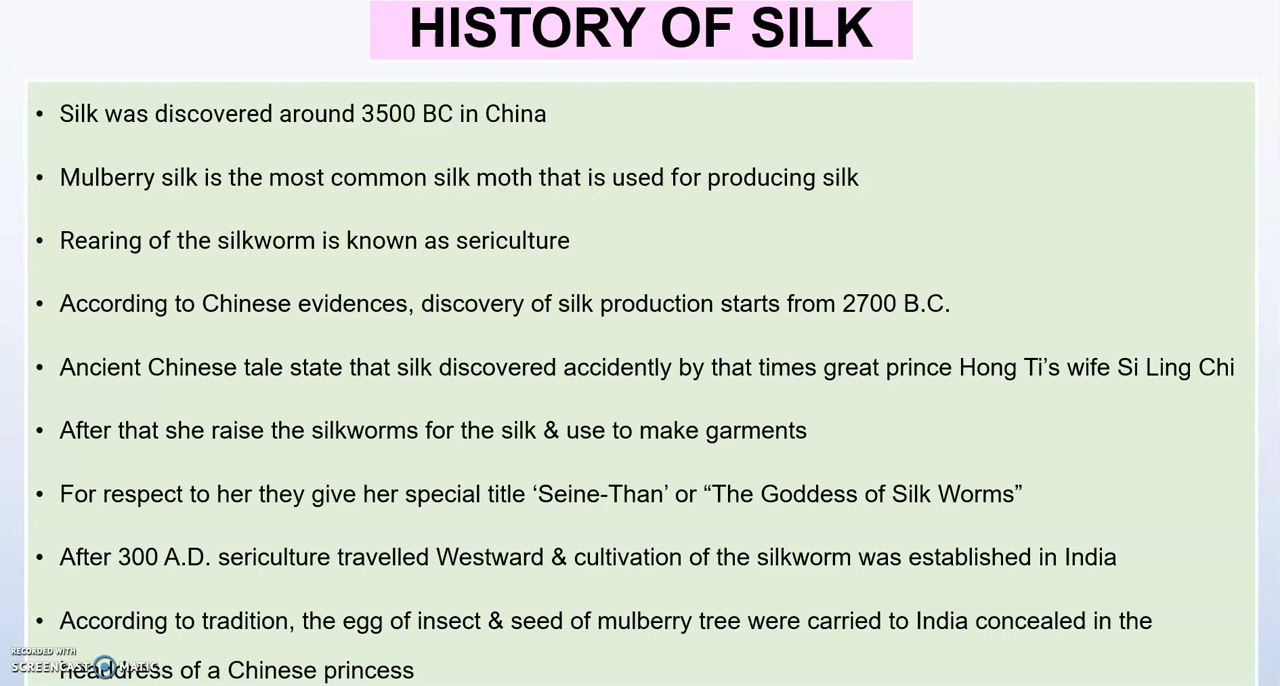 HISTORY OF SILK
• Silk was discovered around 3500 BC in China
• Mulberry silk is the most common silk moth that is used for producing silk
• Rearing of the silkworm is known as sericulture
• According to Chinese evidences, discovery of silk production starts from 2700 B.C.
• Ancient Chinese tale state that silk discovered accidently by that times great prince Hong Ti’s wife Si Ling Chi
• After that she raise the silkworms for the silk & use to make garments
• For respect to her they give her special title ‘Seine-Than’ or “The Goddess of Silk Worms”
• After 300 A.D. sericulture travelled Westward & cultivation of the silkworm was established in India
• According to tradition, the egg of insect & seed of mulberry tree were carried to India concealed in the
headdress of a Chinese princess
RECORDED WITH
SCREENCAST MATIC